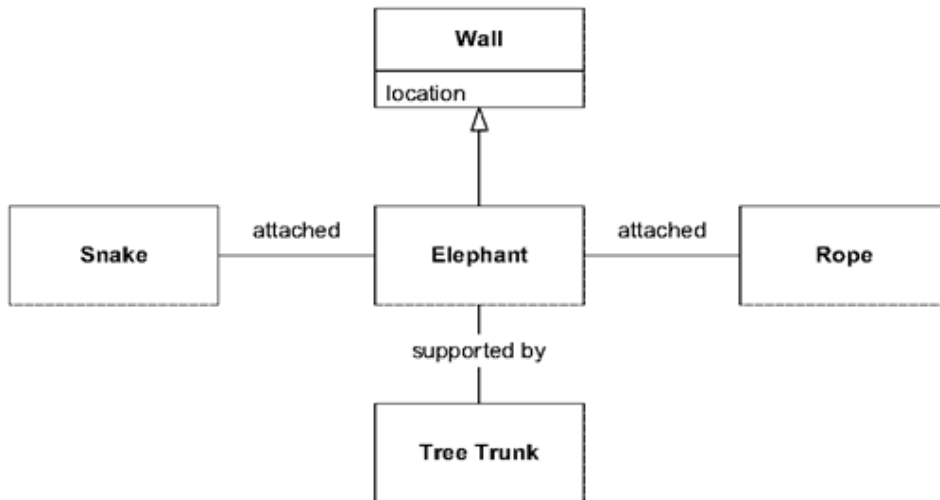 Wall
location
attached
attached
Snake
Elephant
Rope
supported by
Tree Trunk